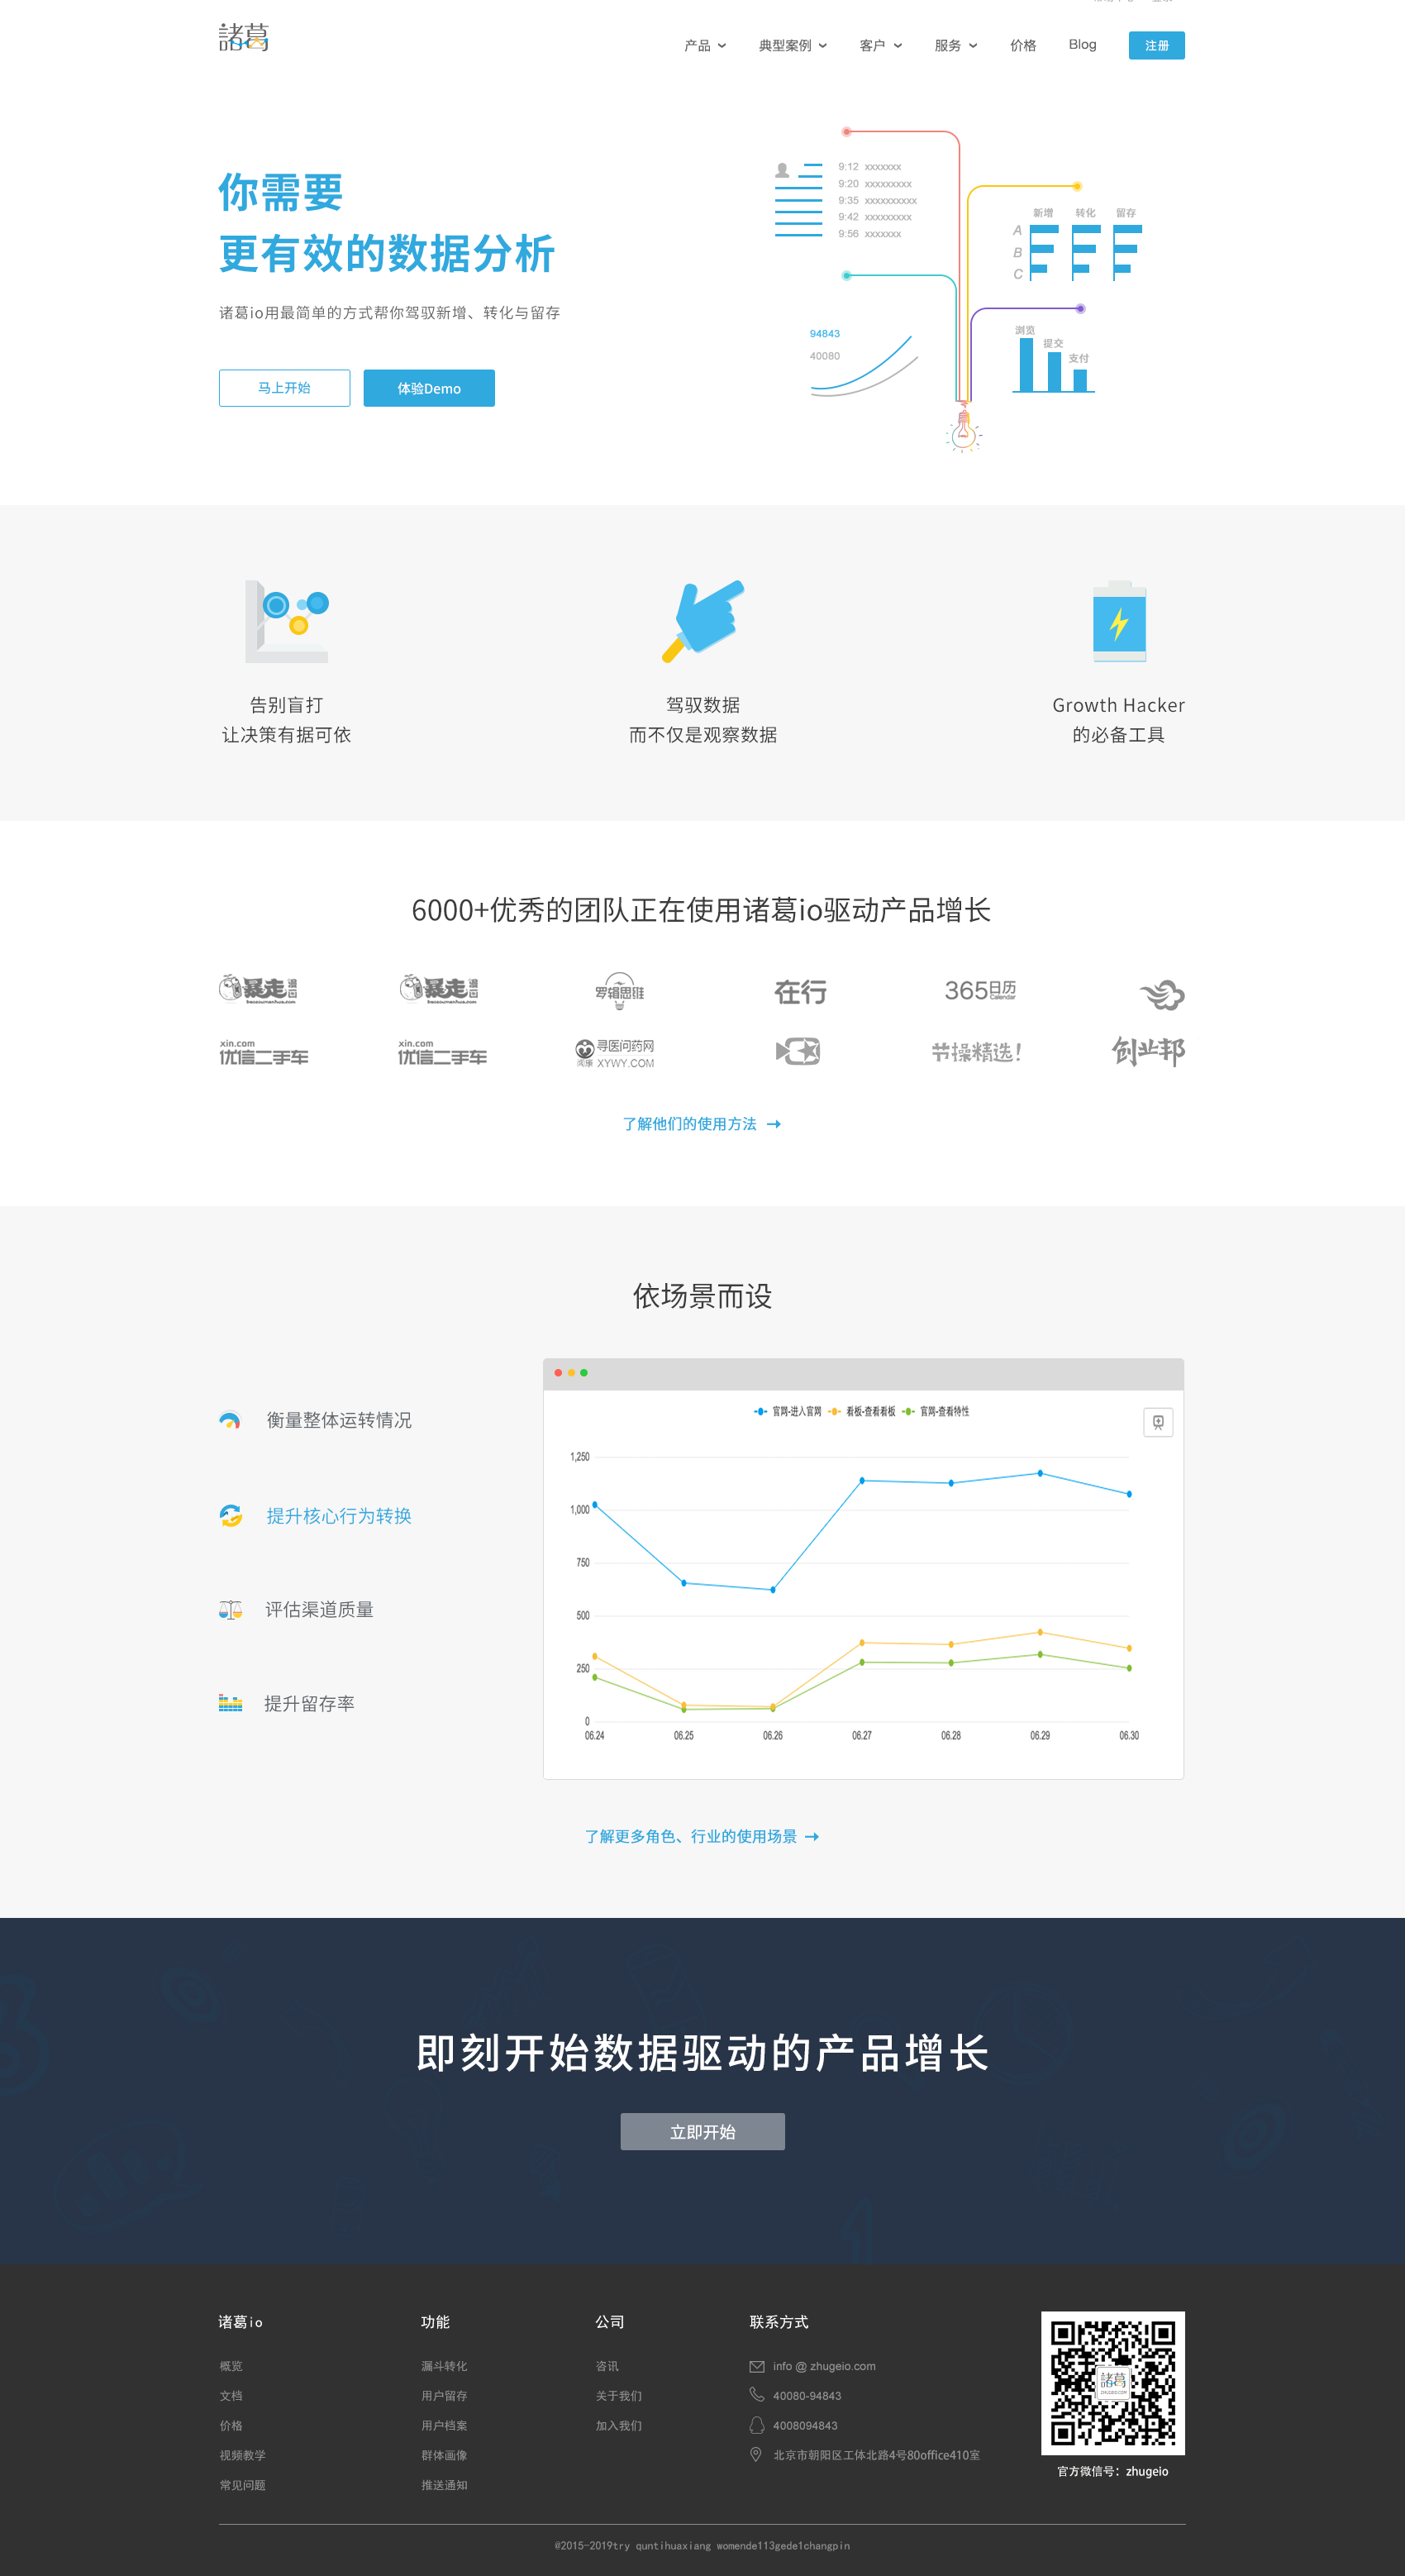 諸葛
产品
典型案例
客户
服务
价格
Blog
注册
你需要
更有效的数据分析
诸葛io用最简单的方式帮你驾驭新增、转化与留存
马上开始
体验Demo
9:12 xxxxxxx
9:20 xxxxxxxxx
9:35 xxxxxxxxxx
9:42 xxxxxxxxx
9:56 xxxxxxx
新增 转化 留存
A
B
C
94843
40080
浏览
提交
支付
告别盲打
让决策有据可依
驾驭数据
而不仅是观察数据
Growth Hacker
的必备工具
6000+优秀的团队正在使用诸葛io驱动产品增长
暴走漫画
baozoumanhua.com
暴走漫画
baozoumanhua.com
罗辑思维
在行
365日历
Calendar
xin.com
优信二手车
xin.com
优信二手车
寻医问药网
闻康 XYWY.COM
节操精选!
创业邦
了解他们的使用方法
依场景而设
衡量整体运转情况
提升核心行为转换
评估渠道质量
提升留存率
官网-进入官网 看板-查看看板 官网-查看特性
1,250
1,000
750
500
250
0
06.24 06.25 06.26 06.27 06.28 06.29 06.30
了解更多角色、行业的使用场景
即刻开始数据驱动的产品增长
立即开始
诸葛io
概览
文档
价格
视频教学
常见问题
功能
漏斗转化
用户留存
用户档案
群体画像
推送通知
公司
咨讯
关于我们
加入我们
联系方式
info @ zhugeio.com
40080-94843
4008094843
北京市朝阳区工体北路4号80office410室
諸葛
官方微信号：zhugeio
@2015-2019try quntihuaxiang womende113gede1changpin